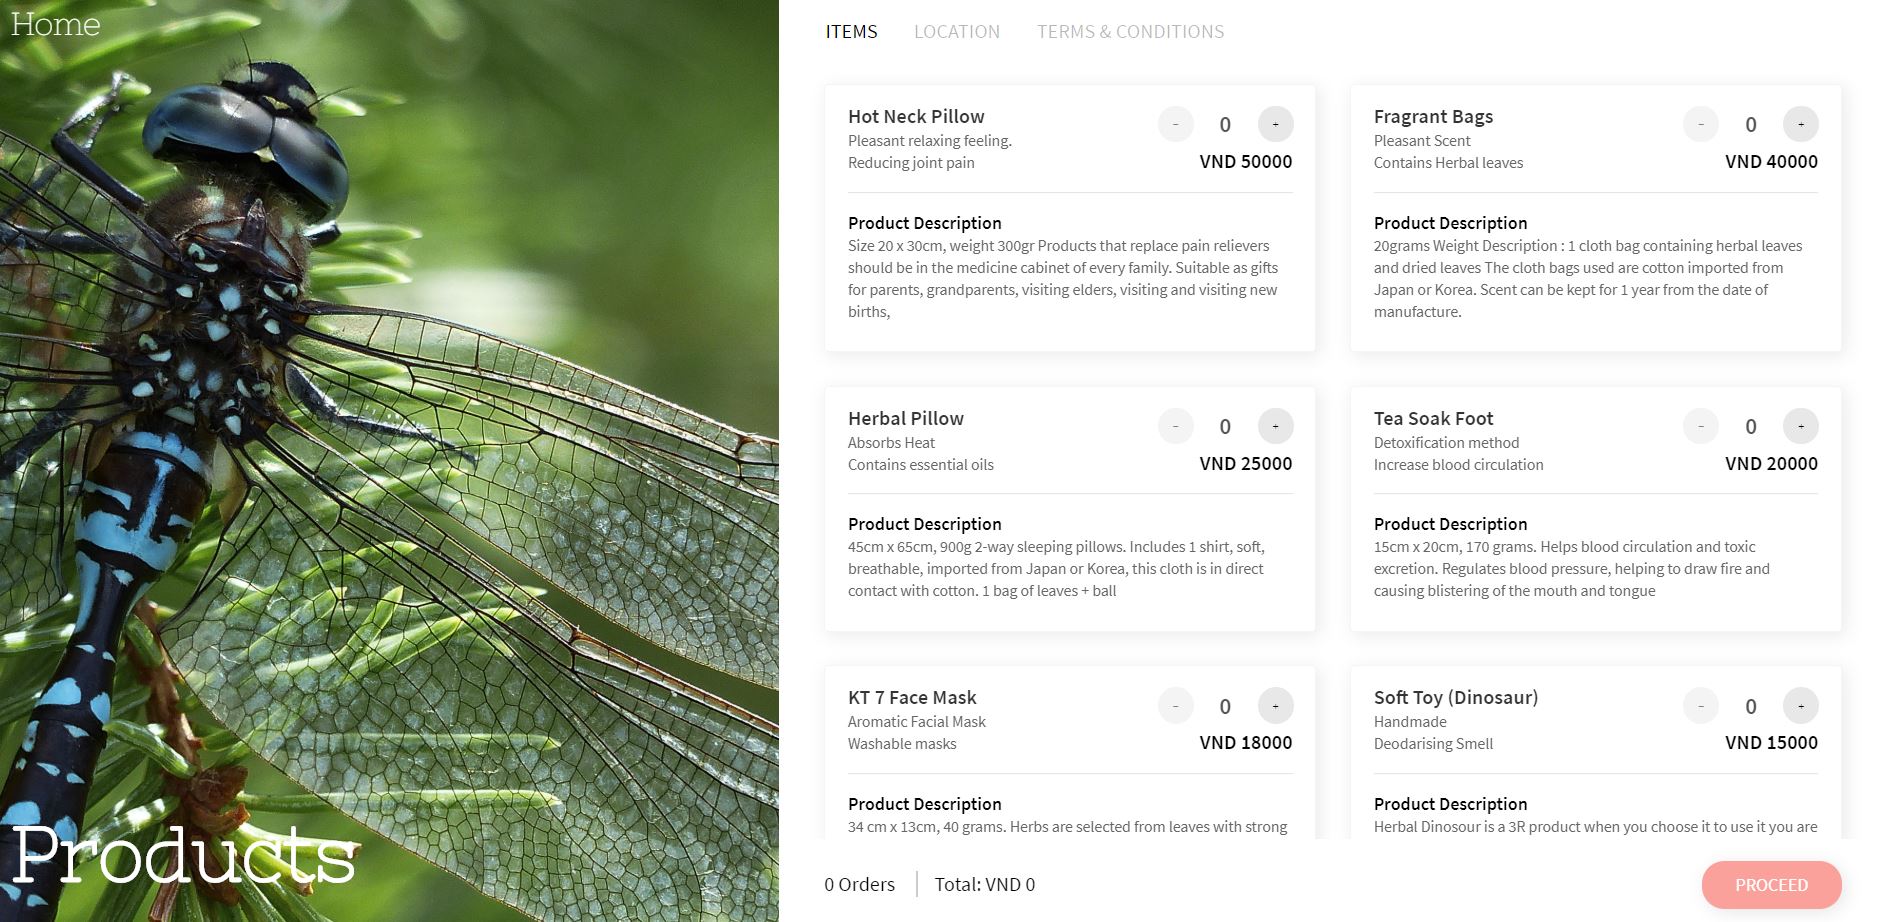 Home
Products
ITEMS
LOCATION
TERMS & CONDITIONS
Hot Neck Pillow
Pleasant relaxing feeling.
Reducing joint pain
- 0 +
VND 50000
Product Description
Size 20 x 30cm, weight 300gr Products that replace pain relievers
should be in the medicine cabinet of every family. Suitable as gifts
for parents, grandparents, visiting elders, visiting and visiting new
births,
Fragrant Bags
Pleasant Scent
Contains Herbal leaves
- 0 +
VND 40000
Product Description
20grams Weight Description : 1 cloth bag containing herbal leaves
and dried leaves The cloth bags used are cotton imported from
Japan or Korea. Scent can be kept for 1 year from the date of
manufacture.
Herbal Pillow
Absorbs Heat
Contains essential oils
- 0 +
VND 25000
Product Description
45cm x 65cm, 900g 2-way sleeping pillows. Includes 1 shirt, soft,
breathable, imported from Japan or Korea, this cloth is in direct
contact with cotton. 1 bag of leaves + ball
Tea Soak Foot
Detoxification method
Increase blood circulation
- 0 +
VND 20000
Product Description
15cm x 20cm, 170 grams. Helps blood circulation and toxic
excretion. Regulates blood pressure, helping to draw fire and
causing blistering of the mouth and tongue
KT 7 Face Mask
Aromatic Facial Mask
Washable masks
- 0 +
VND 18000
Product Description
34 cm x 13cm, 40 grams. Herbs are selected from leaves with strong
Soft Toy (Dinosaur)
Handmade
Deodarising Smell
- 0 +
VND 15000
Product Description
Herbal Dinosour is a 3R product when you choose it to use it you are
0 Orders
Total: VND 0
PROCEED